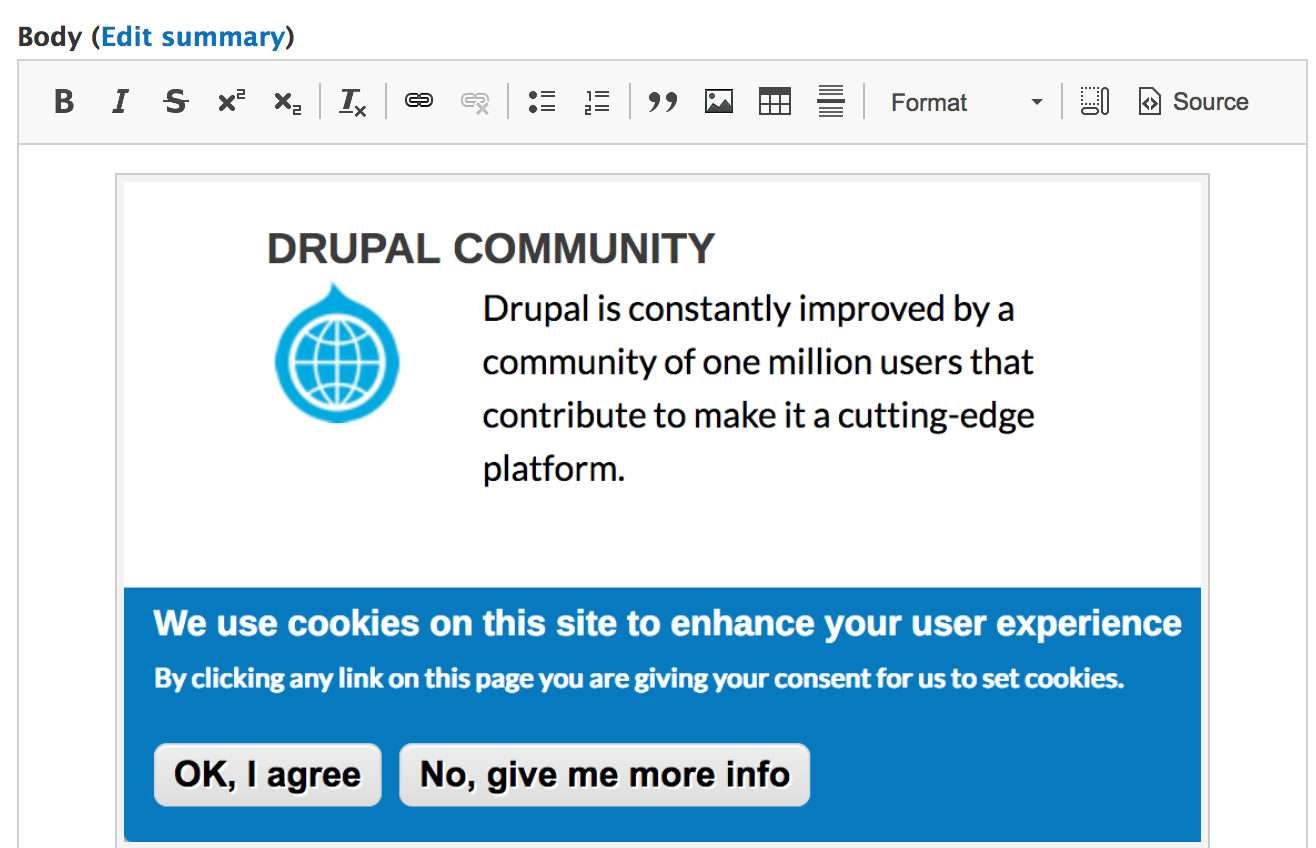 Body (Edit summary)
B I S x² x₂ Ix Format Source
DRUPAL COMMUNITY
Drupal is constantly improved by a
community of one million users that
contribute to make it a cutting-edge
platform.
We use cookies on this site to enhance your user experience
By clicking any link on this page you are giving your consent for us to set cookies.
OK, I agree No, give me more info